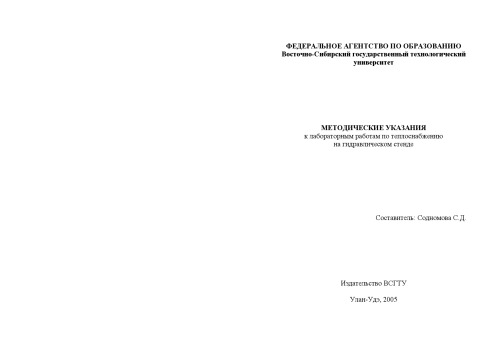 ФЕДЕРАЛЬНОЕ АГЕНТСТВО ПО ОБРАЗОВАНИЮ
Восточно-Сибирский государственный технологический
университет
МЕТОДИЧЕСКИЕ УКАЗАНИЯ
к лабораторным работам по теплоснабжению
на гидравлическом стенде
Составитель: Содномова С.Д.
Издательство ВСГТУ
Улан-Удэ, 2005